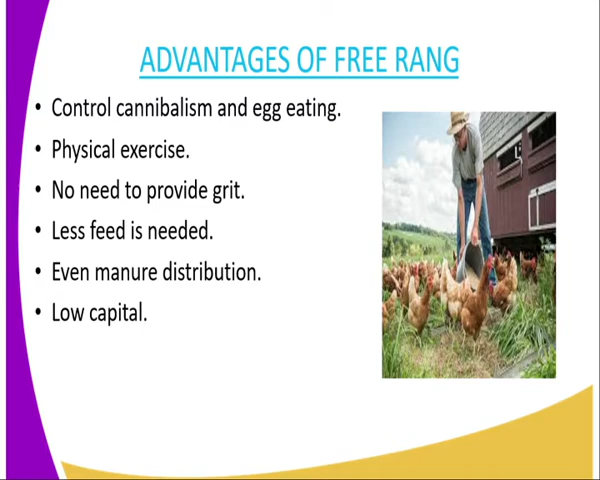 ADVANTAGES OF FREE RANG
• Control cannibalism and egg eating.
• Physical exercise.
• No need to provide grit.
• Less feed is needed.
• Even manure distribution.
• Low capital.